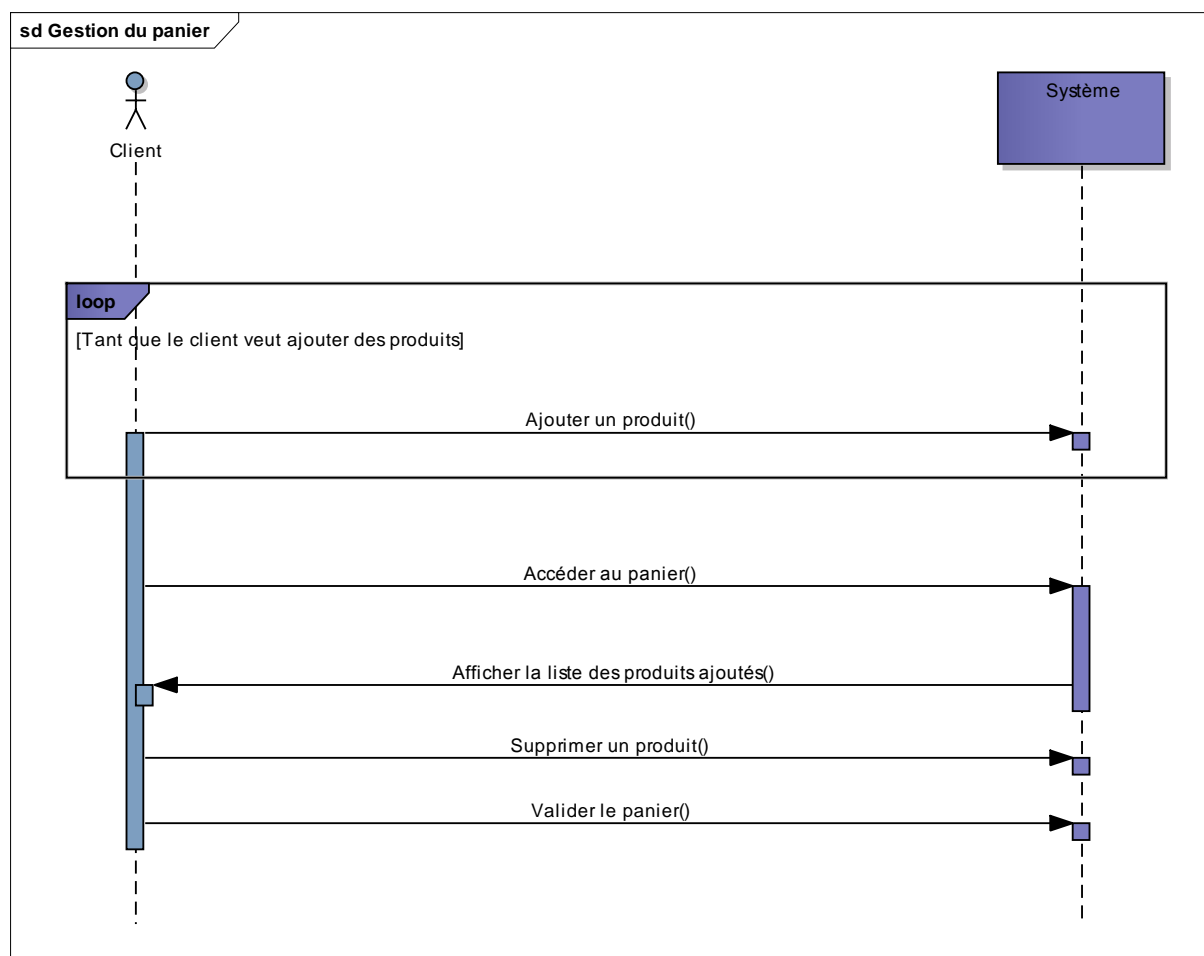 sd Gestion du panier
Client
Système
loop
[Tant que le client veut ajouter des produits]
Ajouter un produit()
Accéder au panier()
Afficher la liste des produits ajoutés()
Supprimer un produit()
Valider le panier()